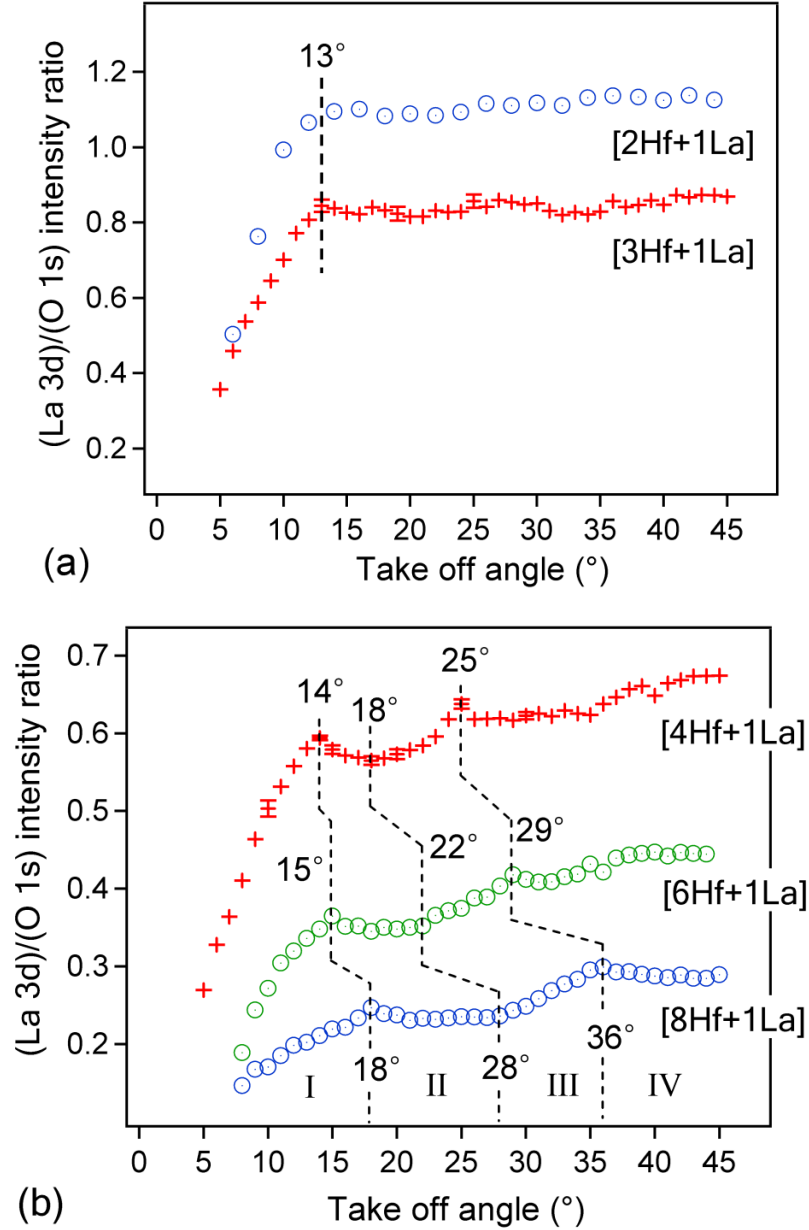 13°
1.2
1.0
0.8
0.6
0.4
0.2
(La 3d)/(O 1s) intensity ratio
[2Hf+1La]
[3Hf+1La]
0 5 10 15 20 25 30 35 40 45
Take off angle (°)
(a)
0.7
0.6
0.5
0.4
0.3
0.2
(La 3d)/(O 1s) intensity ratio
14°
18°
25°
[4Hf+1La]
15°
22°
29°
[6Hf+1La]
[8Hf+1La]
18°
28°
36°
I II III IV
0 5 10 15 20 25 30 35 40 45
Take off angle (°)
(b)